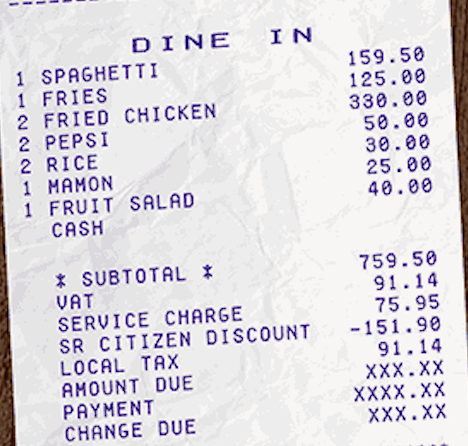 DINE IN
1 SPAGHETTI 159.50
1 FRIES 125.00
2 FRIED CHICKEN 330.00
2 PEPSI 50.00
2 RICE 30.00
1 MAMON 25.00
1 FRUIT SALAD 40.00
CASH
* SUBTOTAL * 759.50
VAT 91.14
SERVICE CHARGE 75.95
SR CITIZEN DISCOUNT -151.90
LOCAL TAX 91.14
AMOUNT DUE XXX.XX
PAYMENT XXXX.XX
CHANGE DUE XXX.XX